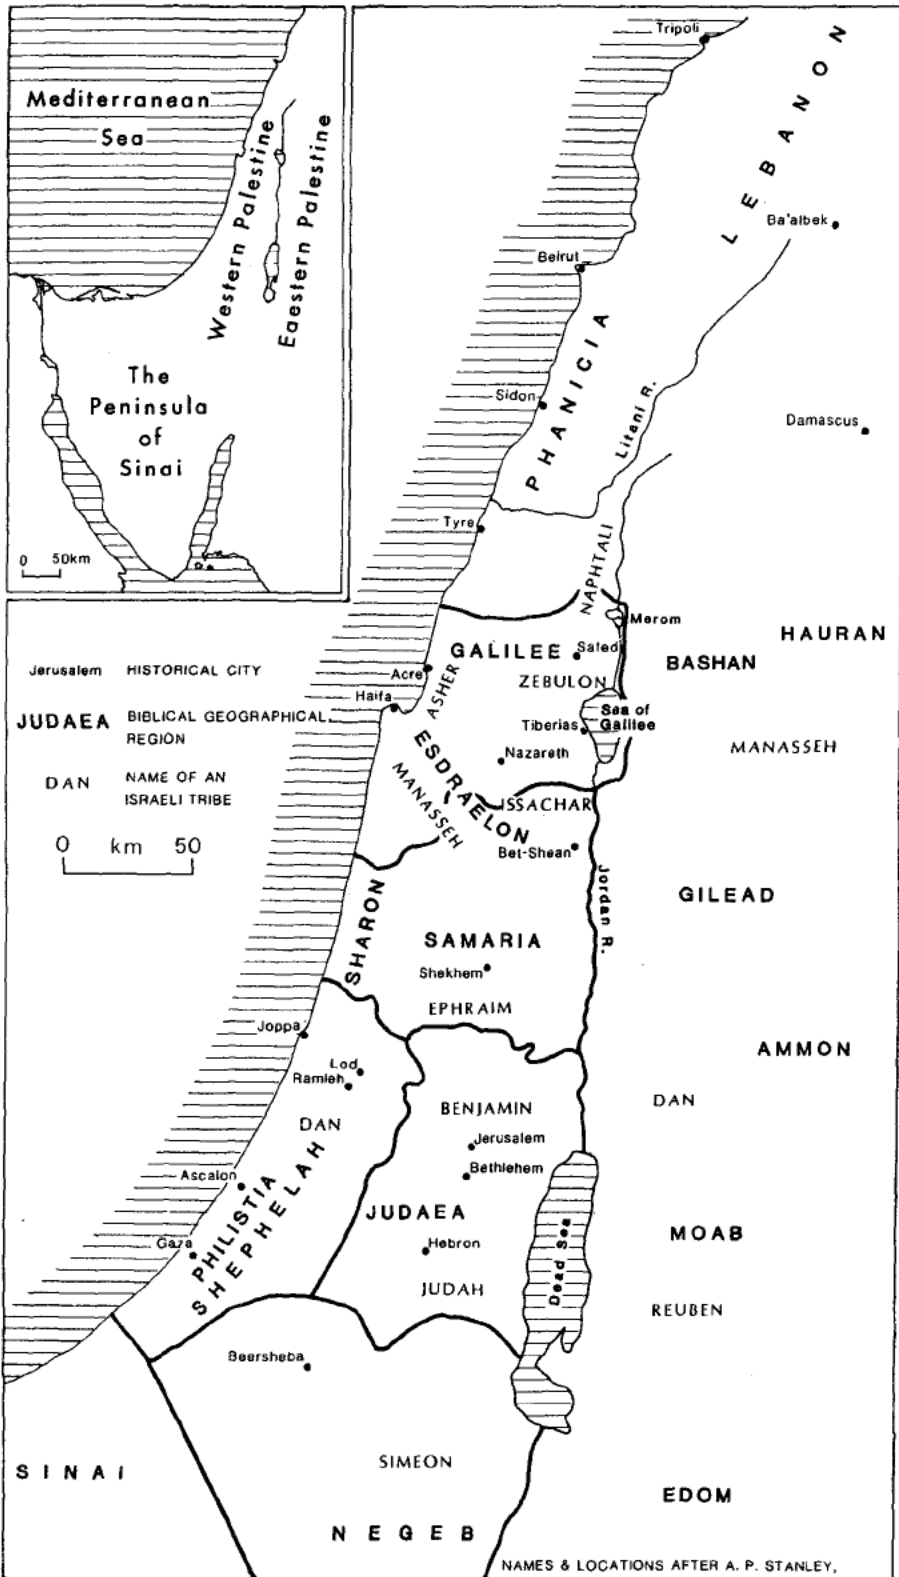 Mediterranean
Sea
Western Palestine
Eaestern Palestine
The
Peninsula
of
Sinai
0 50km
Jerusalem HISTORICAL CITY
JUDAEA BIBLICAL GEOGRAPHICAL
REGION
DAN NAME OF AN
ISRAELI TRIBE
0 km 50
Tripoli
LEBANON
Ba'albek
Beirut
PHANICIA
Sidon
Litani R.
Damascus
Tyre
NAPHTALI
Merom
HAURAN
GALILEE
Safed
BASHAN
Acre
ASHER
ZEBULON
Haifa
Sea of
Galilee
Tiberias
MANASSEH
Nazareth
ESDRAELON
MANASSEH
ISSACHAR
Bet-Shean
Jordan R.
GILEAD
SHARON
SAMARIA
Shekhem
EPHRAIM
Joppa
AMMON
Lod
Ramleh
DAN
BENJAMIN
DAN
Jerusalem
Bethlehem
Ascalon
PHILISTIA
SHEPHELAH
JUDAEA
Dead Sea
MOAB
Gaza
Hebron
JUDAH
REUBEN
Beersheba
SINAI
SIMEON
EDOM
NEGEB
NAMES & LOCATIONS AFTER A. P. STANLEY,